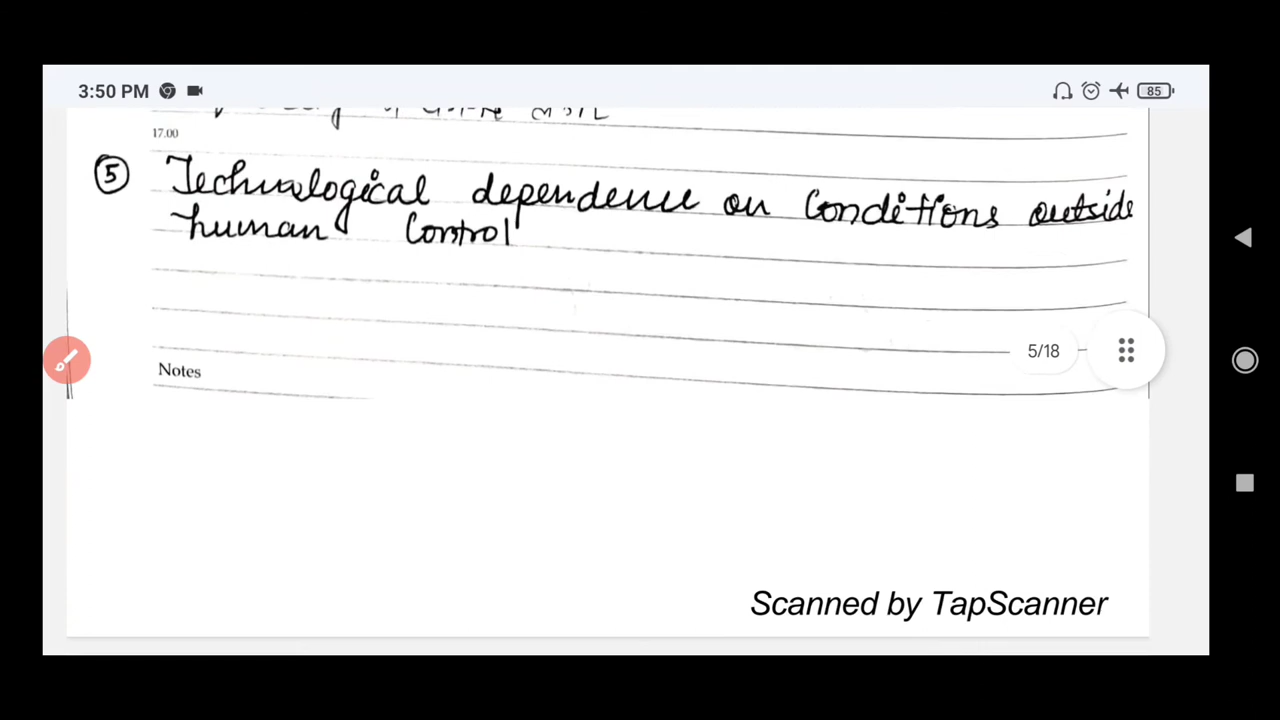 3:50 PM 85
17.00
5 Technological dependence on Conditions outside
human Control
5/18
Notes
Scanned by TapScanner